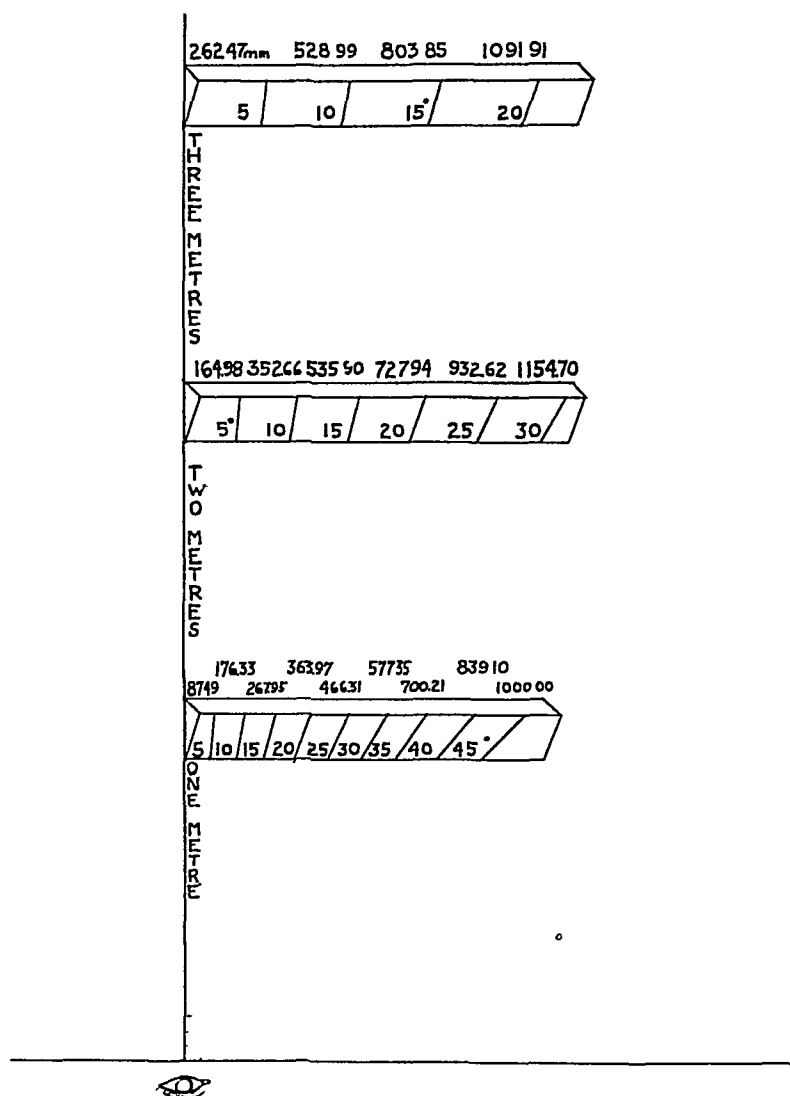 262.47mm 528 99 803 85 1091 91
5 10 15° 20
THREE METRES
164.98 352.66 535 90 727.94 932.62 1154.70
5° 10 15 20 25 30
TWO METRES
176.33 363.97 577.35 839 10
8749 267.95 466.31 700.21 1000 00
5 10 15 20 25 30 35 40 45°
ONE METRE